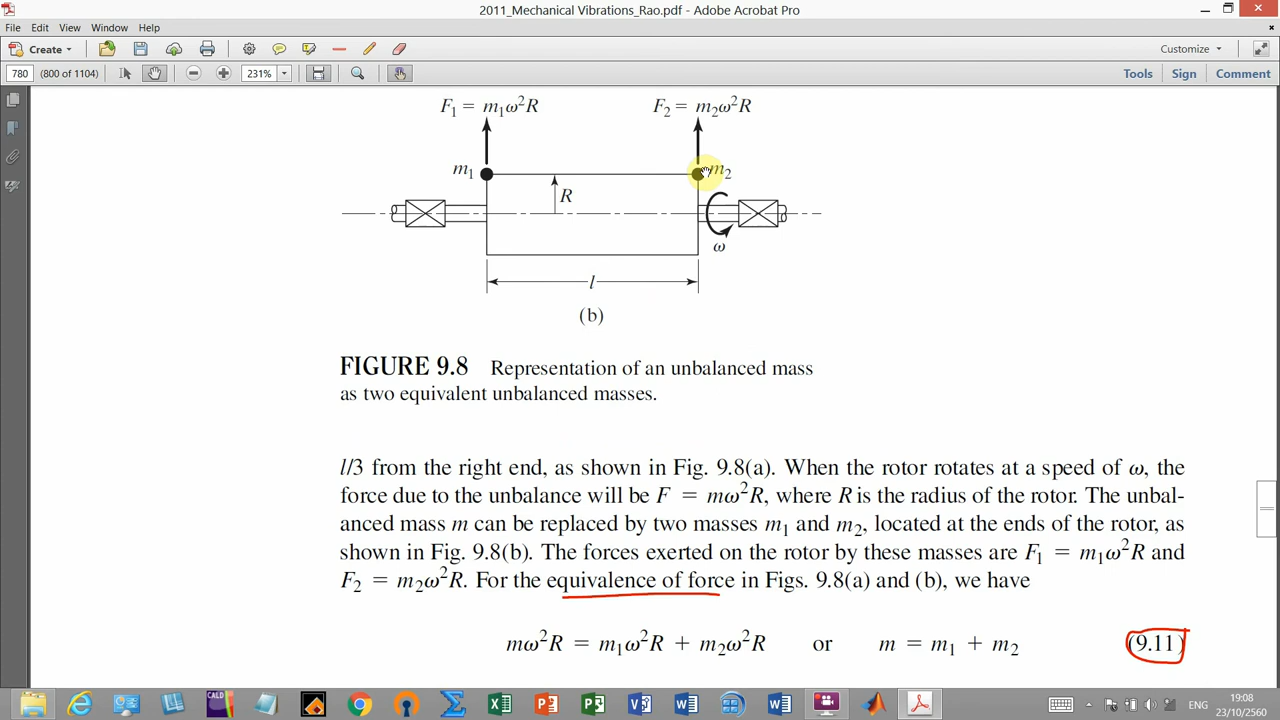 2011_Mechanical Vibrations_Rao.pdf - Adobe Acrobat Pro
File Edit View Window Help
Create
Customize
780 (800 of 1104) 231% Tools Sign Comment
F₁ = m₁ω²R F₂ = m₂ω²R
m₁ m₂
R
ω
l
(b)
FIGURE 9.8 Representation of an unbalanced mass
as two equivalent unbalanced masses.
l/3 from the right end, as shown in Fig. 9.8(a). When the rotor rotates at a speed of ω, the
force due to the unbalance will be F = mω²R, where R is the radius of the rotor. The unbal-
anced mass m can be replaced by two masses m₁ and m₂, located at the ends of the rotor, as
shown in Fig. 9.8(b). The forces exerted on the rotor by these masses are F₁ = m₁ω²R and
F₂ = m₂ω²R. For the equivalence of force in Figs. 9.8(a) and (b), we have
mω²R = m₁ω²R + m₂ω²R or m = m₁ + m₂ (9.11)
CALD
ENG
19:08
23/10/2560